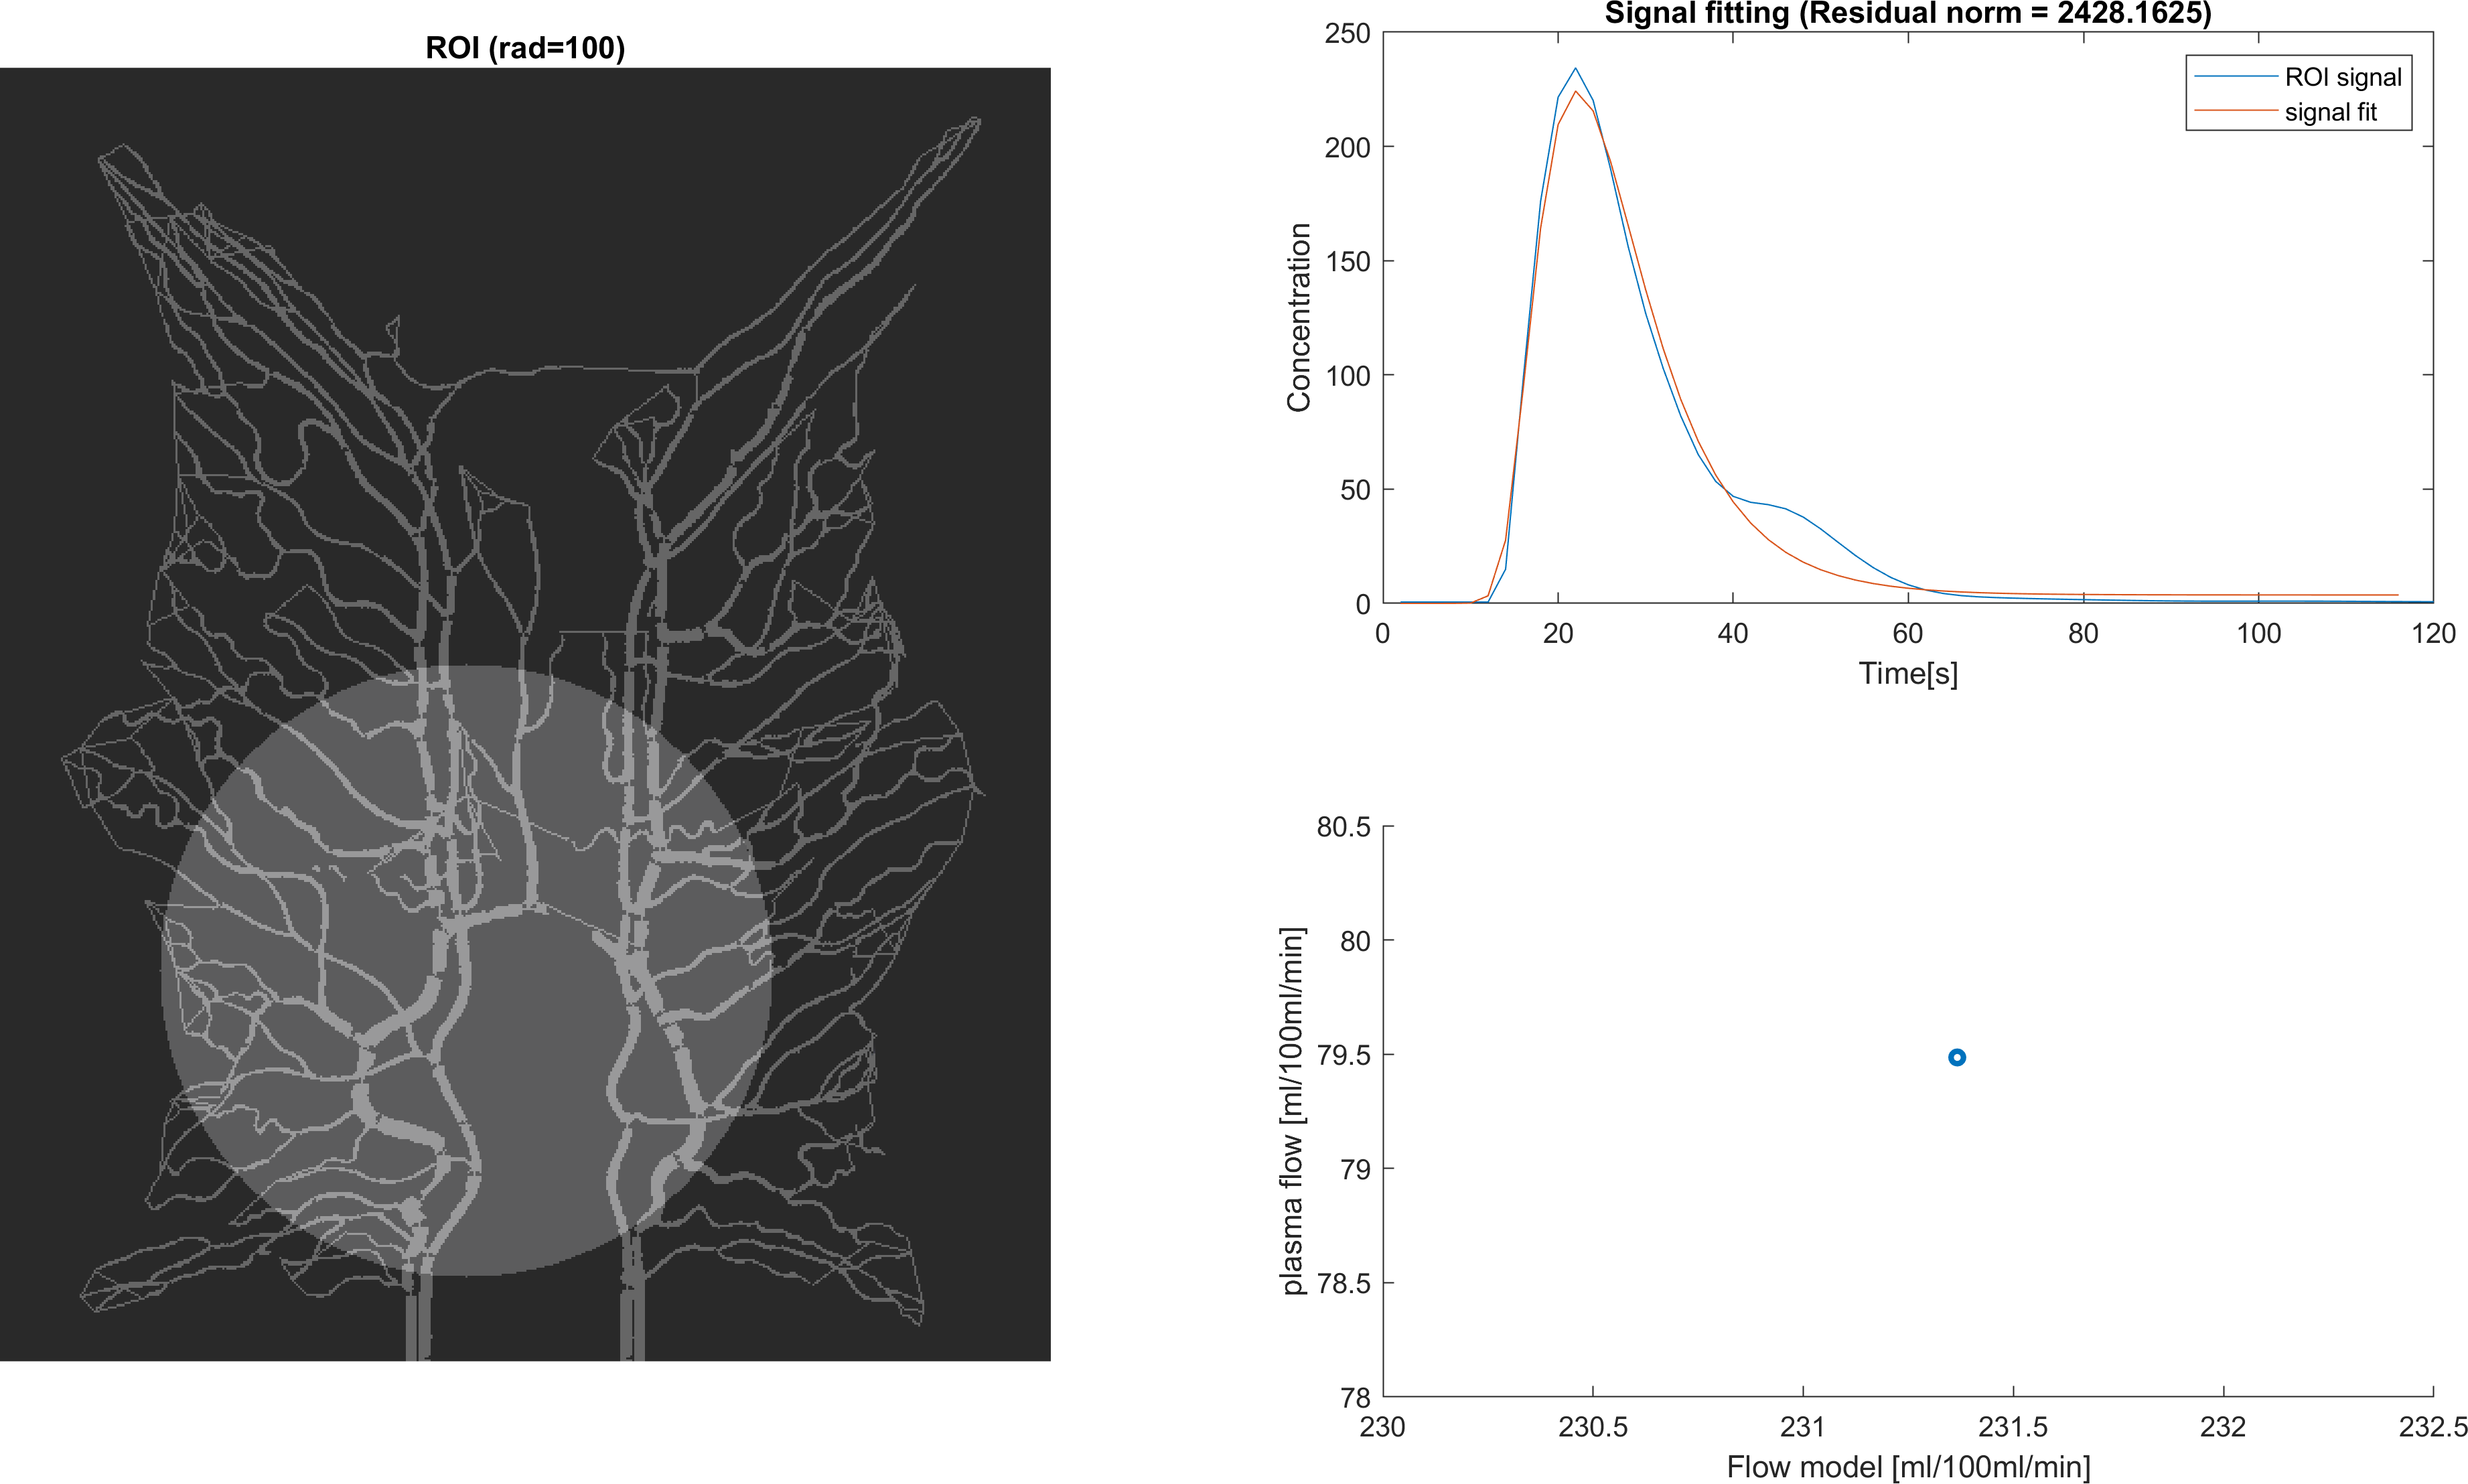 ROI (rad=100)
Signal fitting (Residual norm = 2428.1625)
250
200
150
100
50
0
Concentration
ROI signal
signal fit
0 20 40 60 80 100 120
Time[s]
80.5
80
79.5
79
78.5
78
plasma flow [ml/100ml/min]
230 230.5 231 231.5 232 232.5
Flow model [ml/100ml/min]